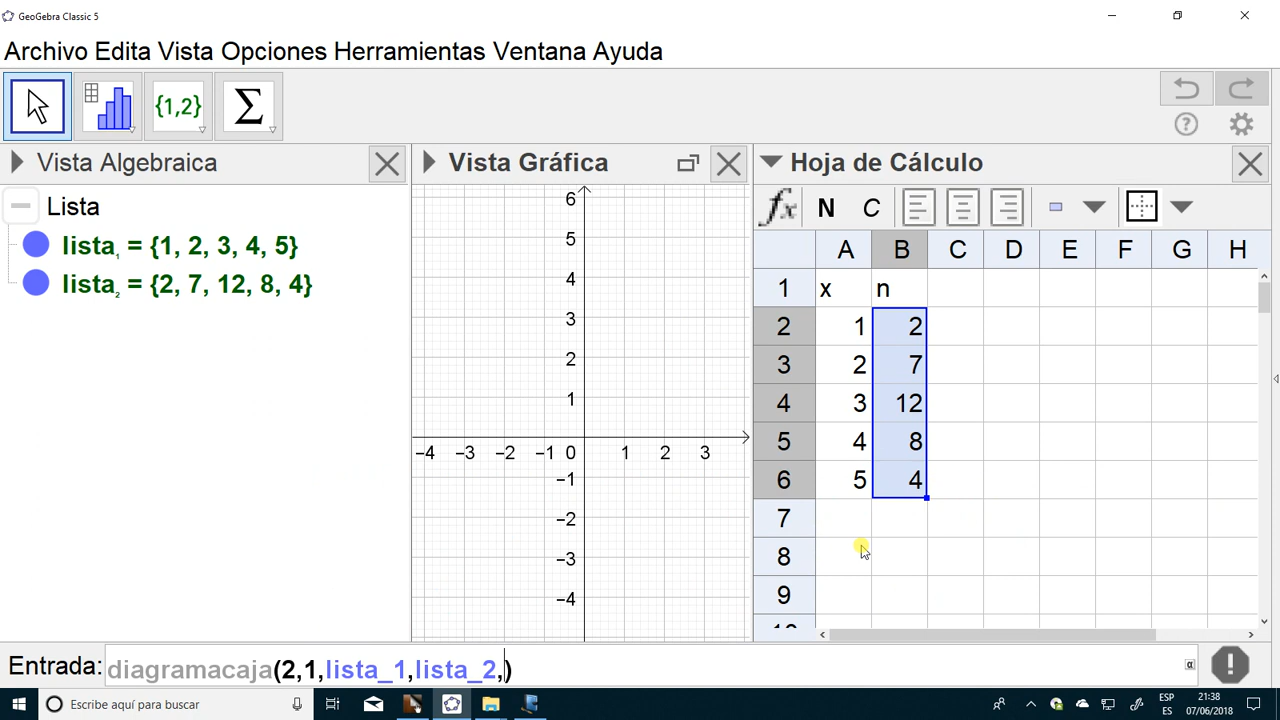 GeoGebra Classic 5
Archivo Edita Vista Opciones Herramientas Ventana Ayuda
{1,2} Σ
Vista Algebraica
Vista Gráfica
Hoja de Cálculo
Lista
lista₁ = {1, 2, 3, 4, 5}
lista₂ = {2, 7, 12, 8, 4}
6
5
4
3
2
1
−4 −3 −2 −1 0 1 2 3
−1
−2
−3
−4
fx N C
A B C D E F G H
1 x n
2 1 2
3 2 7
4 3 12
5 4 8
6 5 4
7
8
9
Entrada: diagramacaja(2,1,lista_1,lista_2,) α
Escribe aquí para buscar
ESP
ES
21:38
07/06/2018